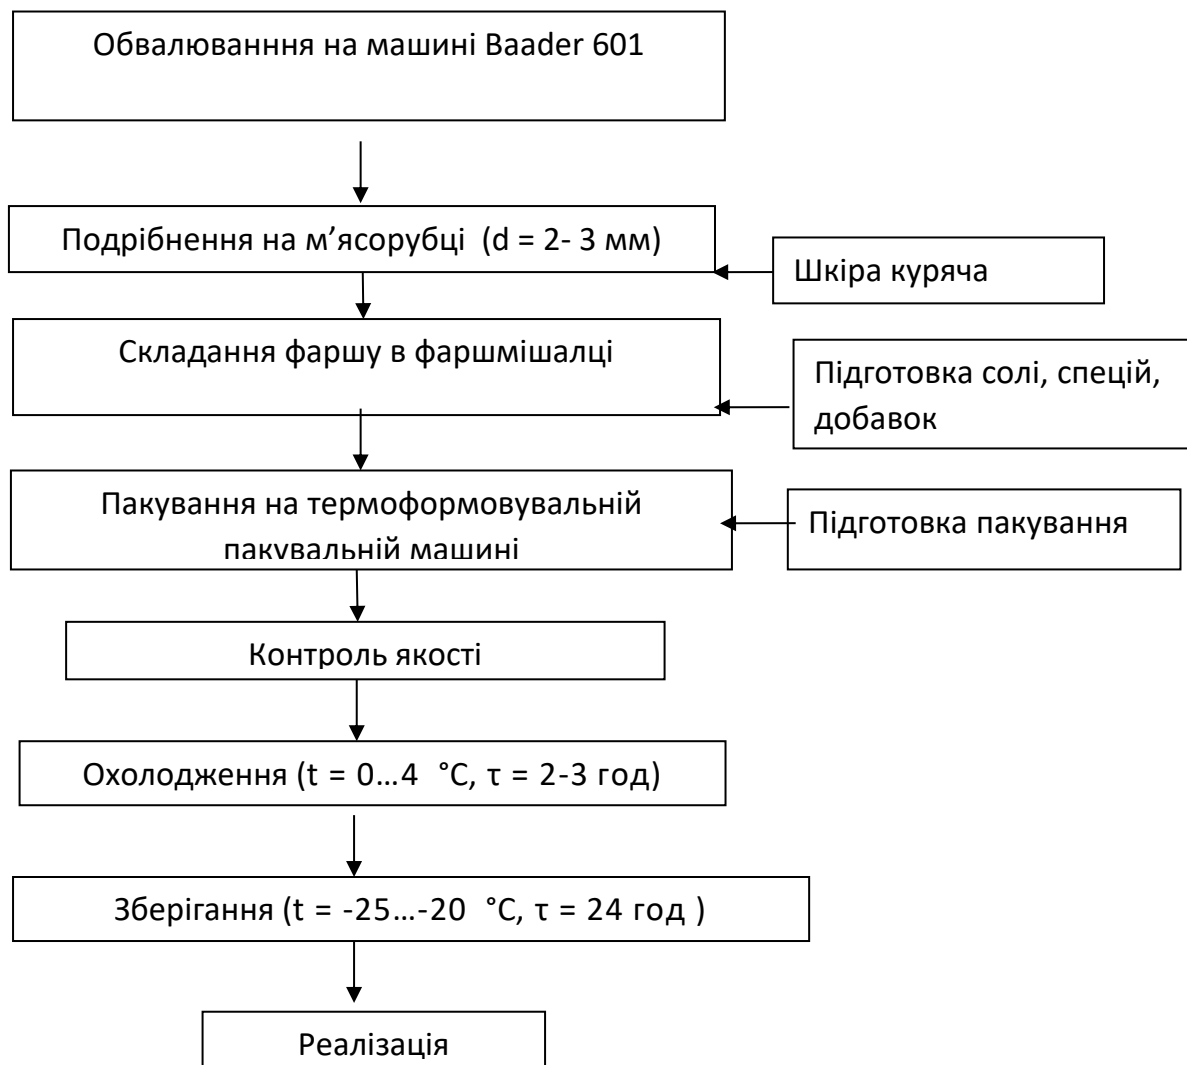 Обвалюванння на машині Baader 601
Подрібнення на м’ясорубці (d = 2- 3 мм)
Шкіра куряча
Складання фаршу в фаршмішалці
Підготовка солі, спецій,
добавок
Пакування на термоформовувальній
пакувальній машині
Підготовка пакування
Контроль якості
Охолодження (t = 0…4 °С, τ = 2-3 год)
Зберігання (t = -25…-20 °С, τ = 24 год )
Реалізація